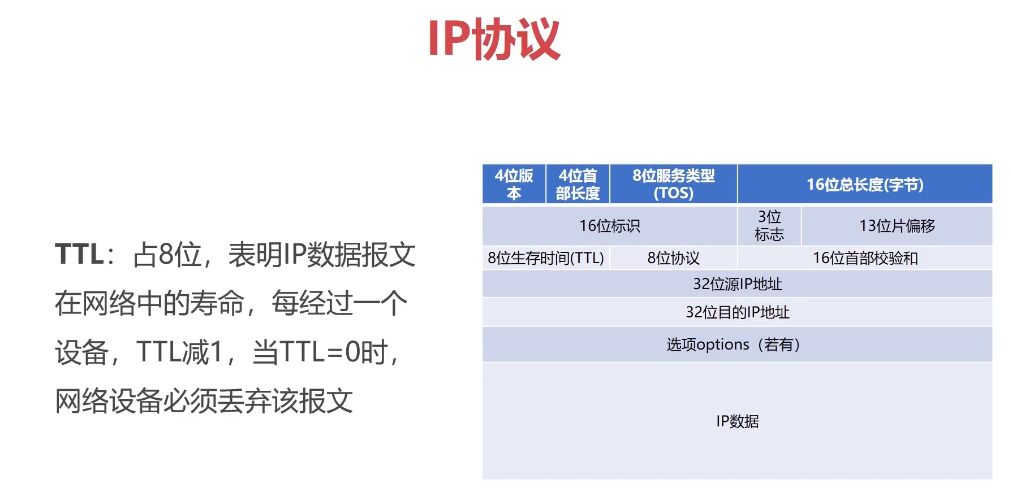 IP协议
TTL：占8位，表明IP数据报文
在网络中的寿命，每经过一个
设备，TTL减1，当TTL=0时，
网络设备必须丢弃该报文
4位版
本
4位首
部长度
8位服务类型
(TOS)
16位总长度(字节)
16位标识
3位
标志
13位片偏移
8位生存时间(TTL)
8位协议
16位首部校验和
32位源IP地址
32位目的IP地址
选项options（若有）
IP数据